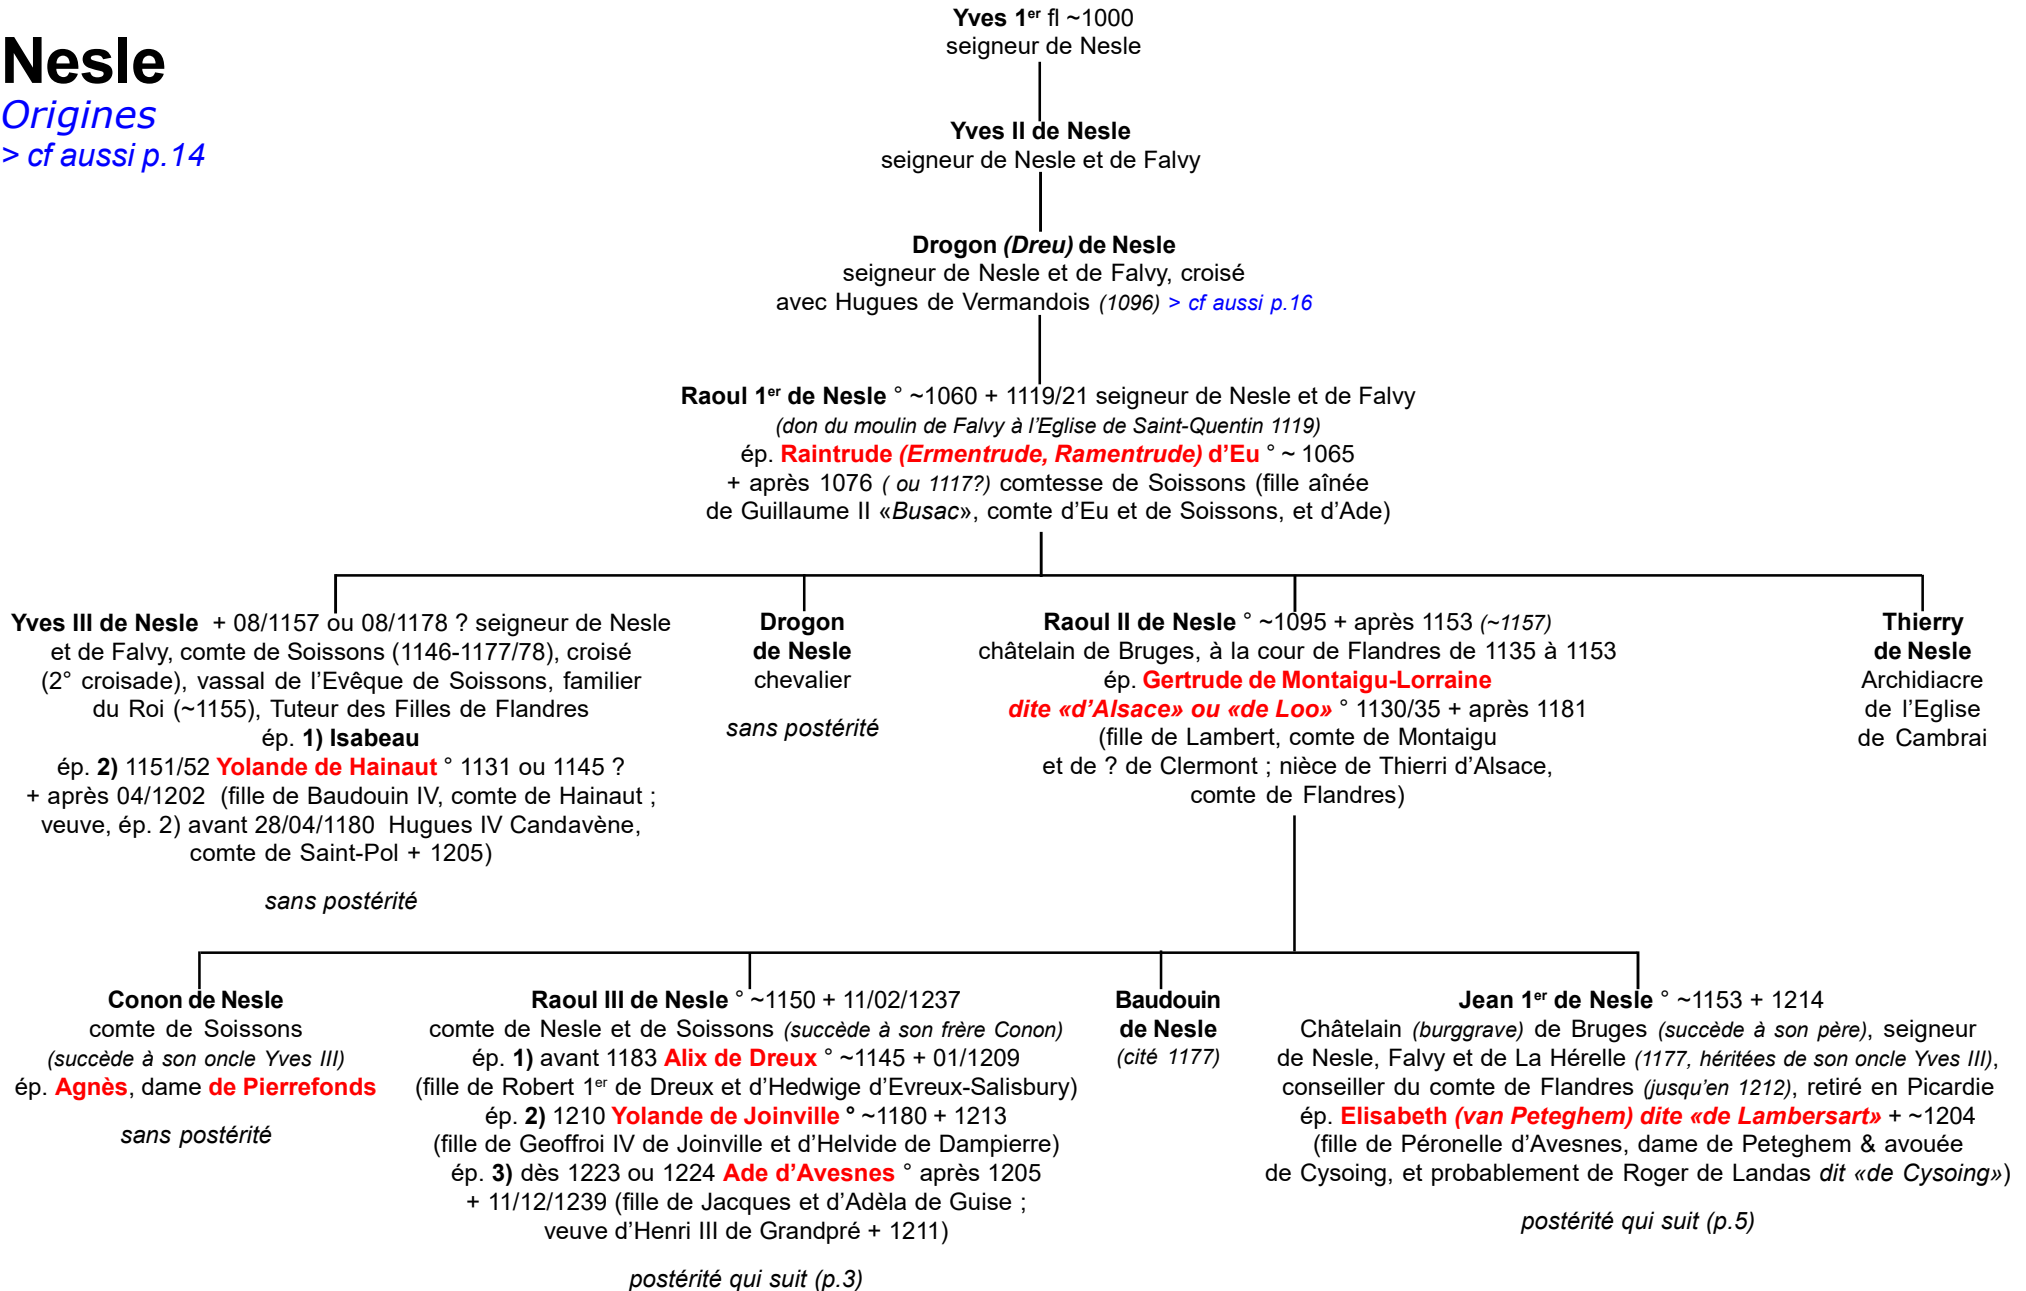 Nesle
Origines
> cf aussi p.14
Yves 1er fl ~1000
seigneur de Nesle
Yves II de Nesle
seigneur de Nesle et de Falvy
Drogon (Dreu) de Nesle
seigneur de Nesle et de Falvy, croisé
avec Hugues de Vermandois (1096) > cf aussi p.16
Raoul 1er de Nesle ° ~1060 + 1119/21 seigneur de Nesle et de Falvy
(don du moulin de Falvy à l’Eglise de Saint-Quentin 1119)
ép. Raintrude (Ermentrude, Ramentrude) d’Eu ° ~ 1065
+ après 1076 ( ou 1117?) comtesse de Soissons (fille aînée
de Guillaume II «Busac», comte d’Eu et de Soissons, et d’Ade)
Yves III de Nesle + 08/1157 ou 08/1178 ? seigneur de Nesle
et de Falvy, comte de Soissons (1146-1177/78), croisé
(2° croisade), vassal de l’Evêque de Soissons, familier
du Roi (~1155), Tuteur des Filles de Flandres
ép. 1) Isabeau
ép. 2) 1151/52 Yolande de Hainaut ° 1131 ou 1145 ?
+ après 04/1202 (fille de Baudouin IV, comte de Hainaut ;
veuve, ép. 2) avant 28/04/1180 Hugues IV Candavène,
comte de Saint-Pol + 1205)
sans postérité
Drogon
de Nesle
chevalier
sans postérité
Raoul II de Nesle ° ~1095 + après 1153 (~1157)
châtelain de Bruges, à la cour de Flandres de 1135 à 1153
ép. Gertrude de Montaigu-Lorraine
dite «d’Alsace» ou «de Loo» ° 1130/35 + après 1181
(fille de Lambert, comte de Montaigu
et de ? de Clermont ; nièce de Thierri d’Alsace,
comte de Flandres)
Thierry
de Nesle
Archidiacre
de l’Eglise
de Cambrai
Conon de Nesle
comte de Soissons
(succède à son oncle Yves III)
ép. Agnès, dame de Pierrefonds
sans postérité
Raoul III de Nesle ° ~1150 + 11/02/1237
comte de Nesle et de Soissons (succède à son frère Conon)
ép. 1) avant 1183 Alix de Dreux ° ~1145 + 01/1209
(fille de Robert 1er de Dreux et d’Hedwige d’Evreux-Salisbury)
ép. 2) 1210 Yolande de Joinville ° ~1180 + 1213
(fille de Geoffroi IV de Joinville et d’Helvide de Dampierre)
ép. 3) dès 1223 ou 1224 Ade d’Avesnes ° après 1205
+ 11/12/1239 (fille de Jacques et d’Adèla de Guise ;
veuve d’Henri III de Grandpré + 1211)
postérité qui suit (p.3)
Baudouin
de Nesle
(cité 1177)
Jean 1er de Nesle ° ~1153 + 1214
Châtelain (burggrave) de Bruges (succède à son père), seigneur
de Nesle, Falvy et de La Hérelle (1177, héritées de son oncle Yves III),
conseiller du comte de Flandres (jusqu’en 1212), retiré en Picardie
ép. Elisabeth (van Peteghem) dite «de Lambersart» + ~1204
(fille de Péronelle d’Avesnes, dame de Peteghem & avouée
de Cysoing, et probablement de Roger de Landas dit «de Cysoing»)
postérité qui suit (p.5)